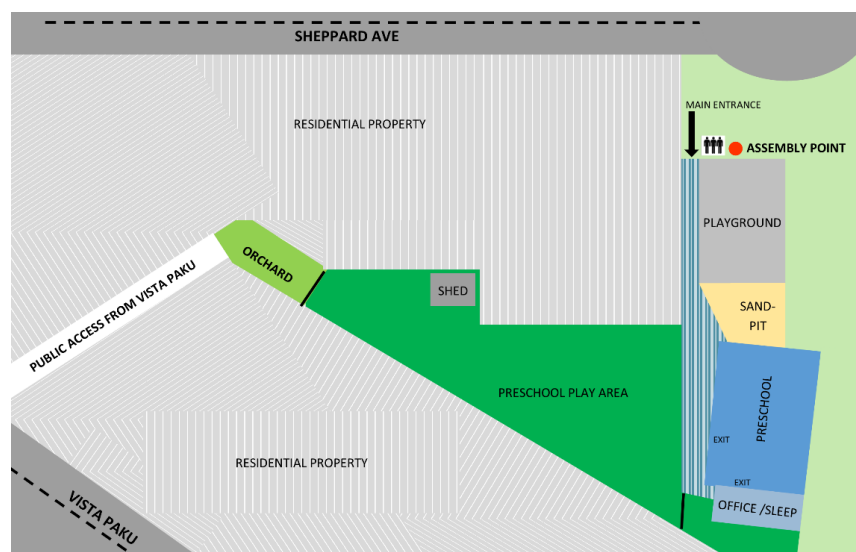 SHEPPARD AVE
MAIN ENTRANCE
RESIDENTIAL PROPERTY
ASSEMBLY POINT
PLAYGROUND
ORCHARD
PUBLIC ACCESS FROM VISTA PAKU
SHED
SAND-
PIT
PRESCHOOL PLAY AREA
PRESCHOOL
EXIT
RESIDENTIAL PROPERTY
EXIT
OFFICE /SLEEP
VISTA PAKU